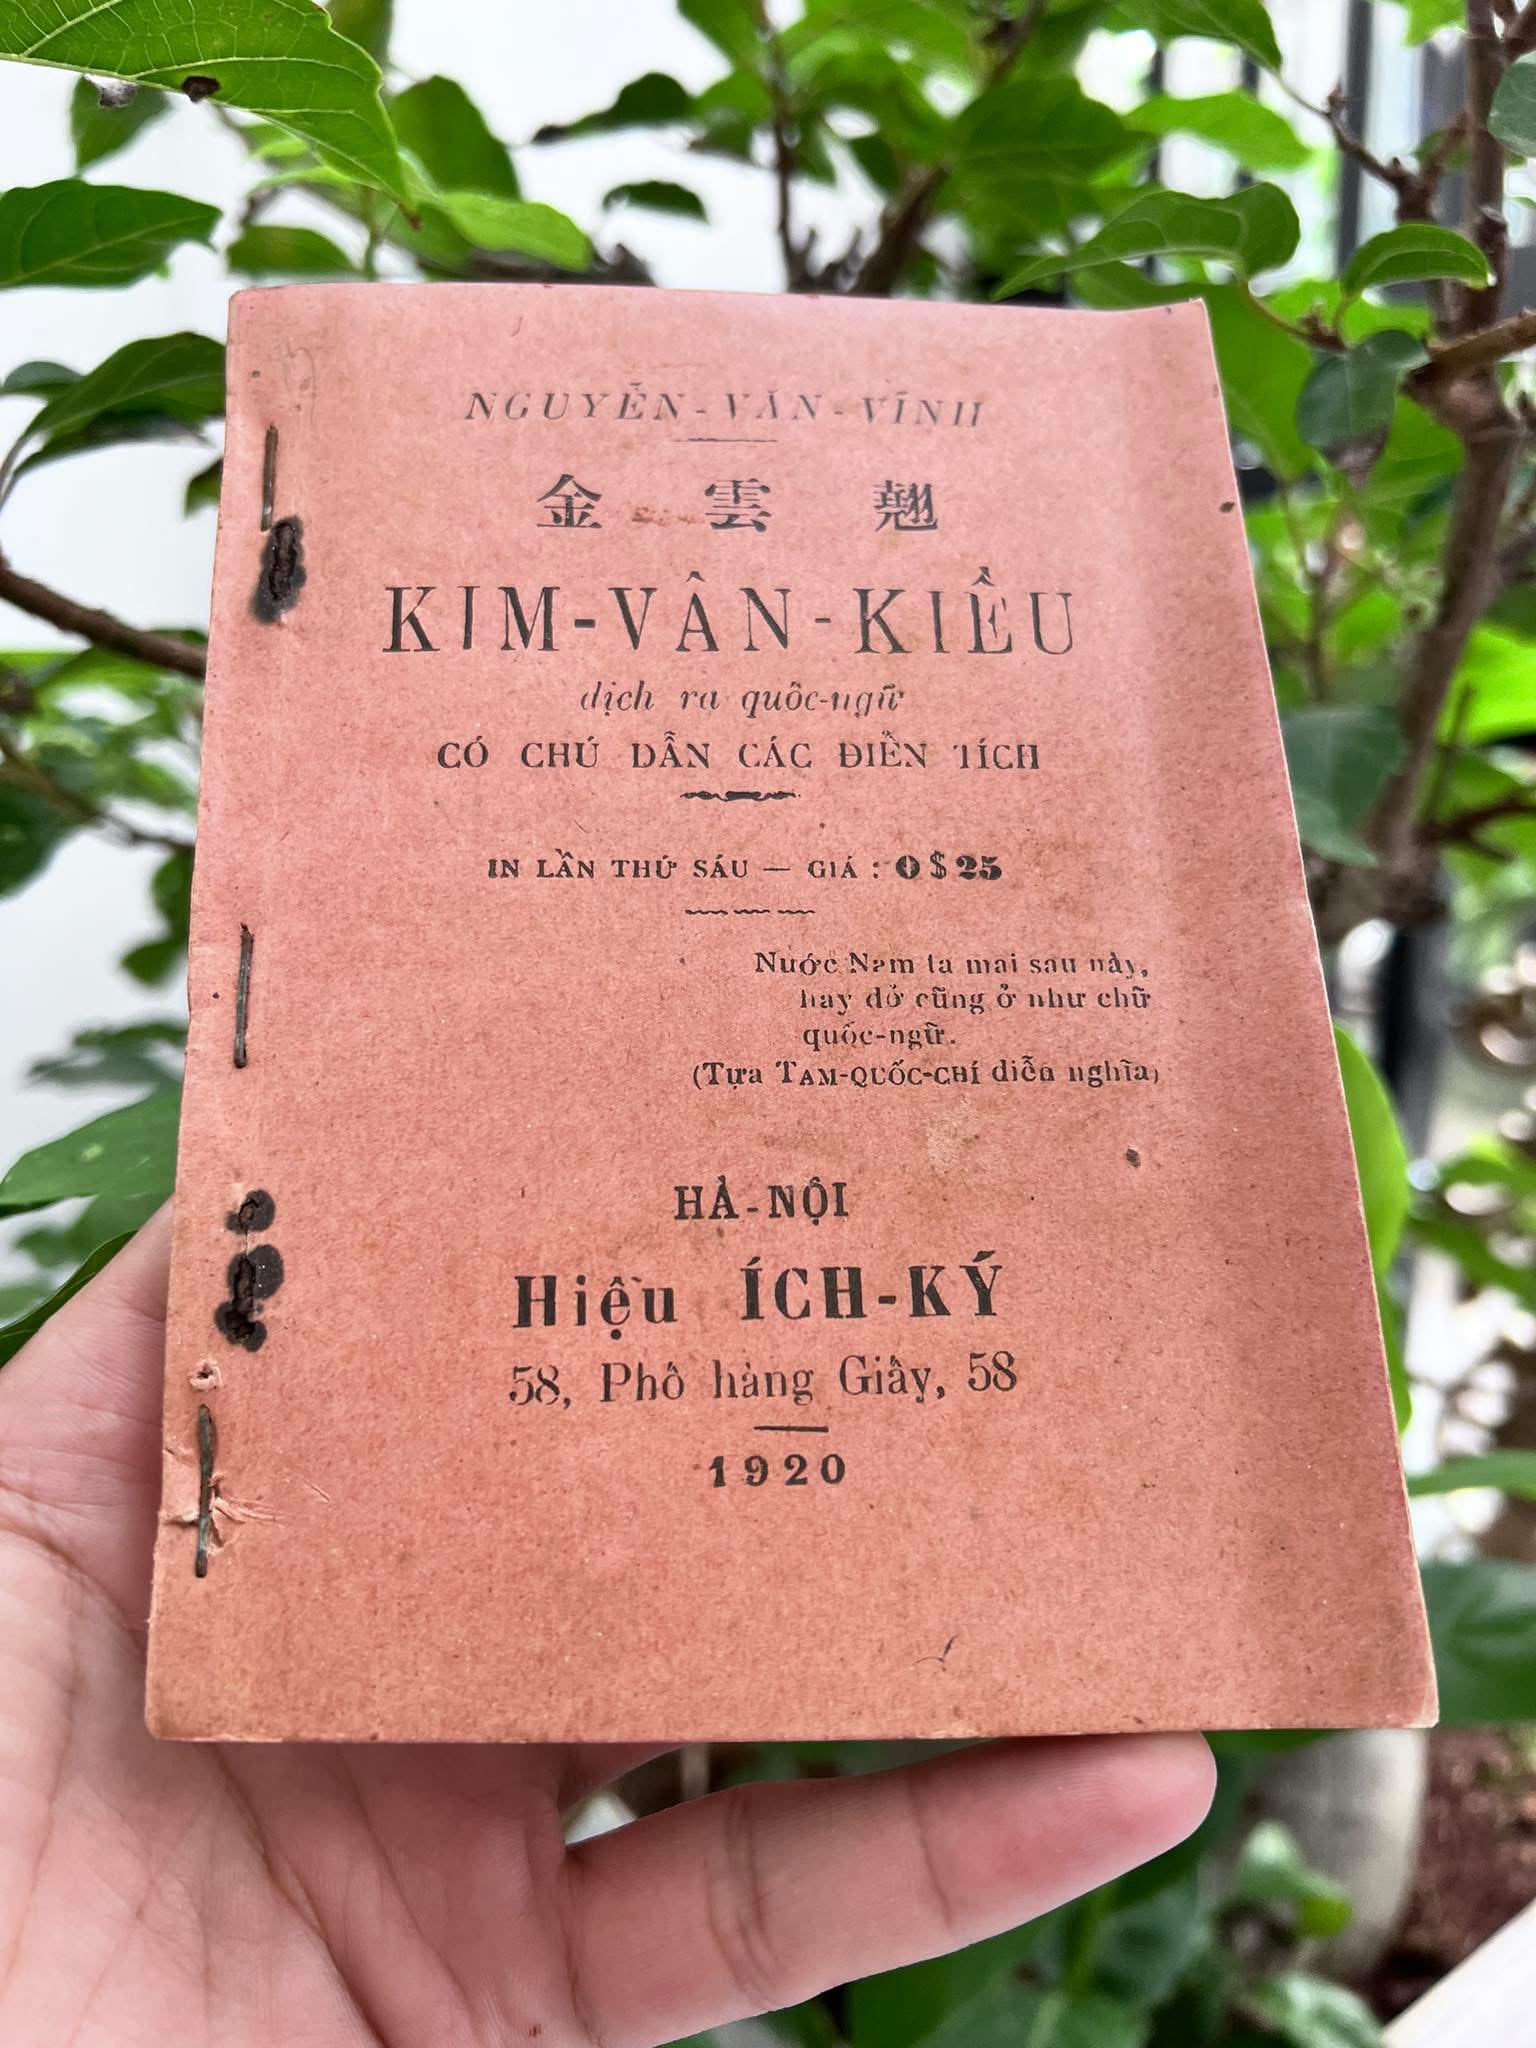 NGUYỄN-VĂN-VĨNH
金 雲 翹
KIM-VÂN-KIỀU
dịch ra quốc-ngữ
CÓ CHÚ DẪN CÁC ĐIỂN TÍCH
IN LẦN THỨ SÁU — GIÁ : 0 $ 25
Nước Nam ta mai sau này,
hay dở cũng ở như chữ
quốc-ngữ.
(Tựa TAM-QUỐC-CHÍ diễn nghĩa)
HÀ-NỘI
Hiệu ÍCH-KÝ
58, Phố hàng Giấy, 58
1920